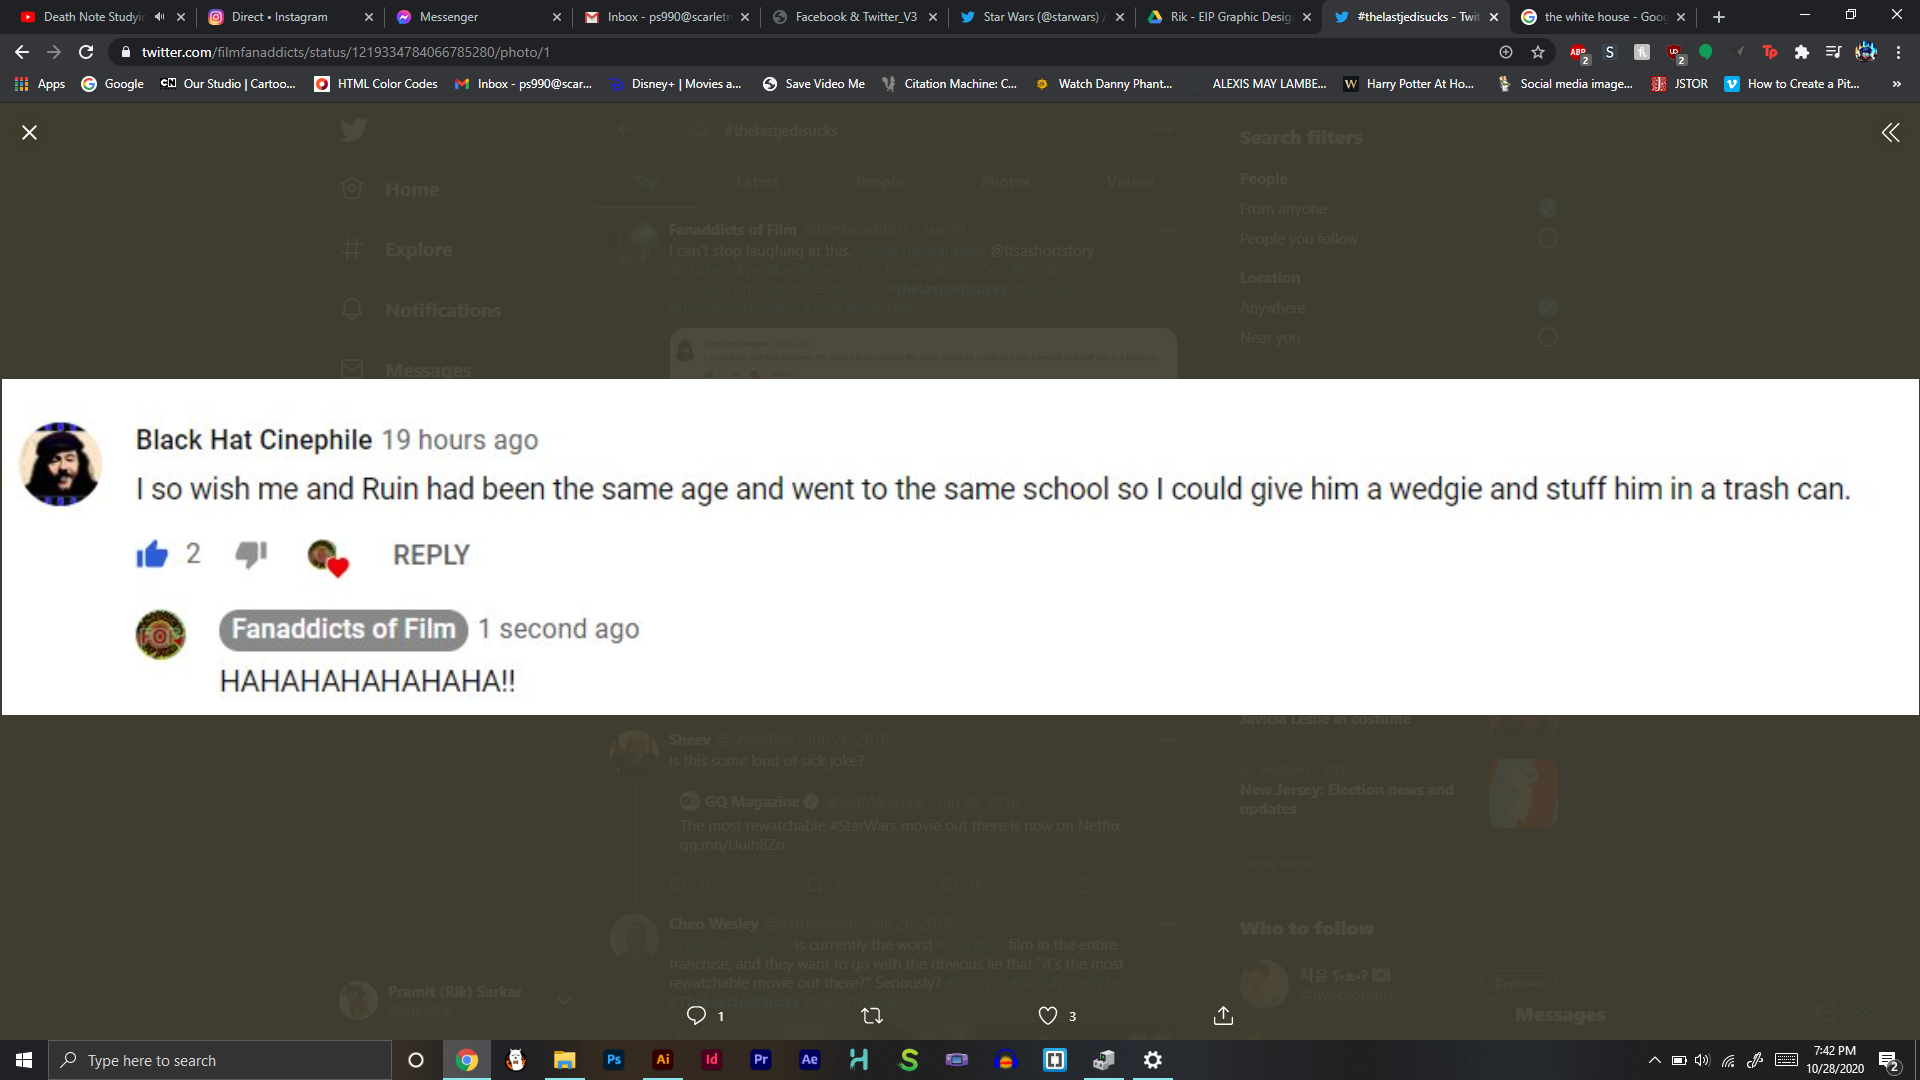 Death Note Studyin
Direct • Instagram
Messenger
Inbox - ps990@scarletm
Facebook & Twitter_V3
Star Wars (@starwars) /
Rik - EIP Graphic Desig
#thelastjedisucks - Twit
the white house - Goog
twitter.com/filmfanaddicts/status/1219334784066785280/photo/1
Apps
Google
Our Studio | Cartoo...
HTML Color Codes
Inbox - ps990@scar...
Disney+ | Movies a...
Save Video Me
Citation Machine: C...
Watch Danny Phant...
ALEXIS MAY LAMBE...
Harry Potter At Ho...
Social media image...
JSTOR
How to Create a Pit...
#thelastjedisucks
Search filters
Home
Explore
Notifications
Messages
Top
Latest
People
Photos
Videos
People
From anyone
People you follow
Location
Anywhere
Near you
Fanaddicts of Film @filmfanaddicts · Jan 20
I can't stop laughing at this. @RuinTheManbaby @Itsashortstory
#thelastjedisucks #StarWars
Black Hat Cinephile 19 hours ago
I so wish me and Ruin had been the same age and went to the same school so I could give him a wedgie and stuff him in a trash can.
2
REPLY
Fanaddicts of Film 1 second ago
HAHAHAHAHAHAHA!!
Javicia Leslie in costume
Sheev @Sheev066 · Jun 26, 2018
Is this some kind of sick joke?
GQ Magazine @GQMagazine · Jun 26, 2018
The most rewatchable #StarWars movie out there is now on Netflix
gq.mn/Uulh8Zo
US elections · LIVE
New Jersey: Election news and
updates
Show more
Cheo Wesley @darthwenym · Jun 26, 2018
is currently the worst #StarWars film in the entire
franchise, and they want to go with the obvious lie that "it's the most
rewatchable movie out there?" Seriously?
#TheLastJediSucks
Who to follow
@fivechoisans
Pramit (Rik) Sarkar
@RikIsSik
Messages
1
3
Type here to search
7:42 PM
10/28/2020
2